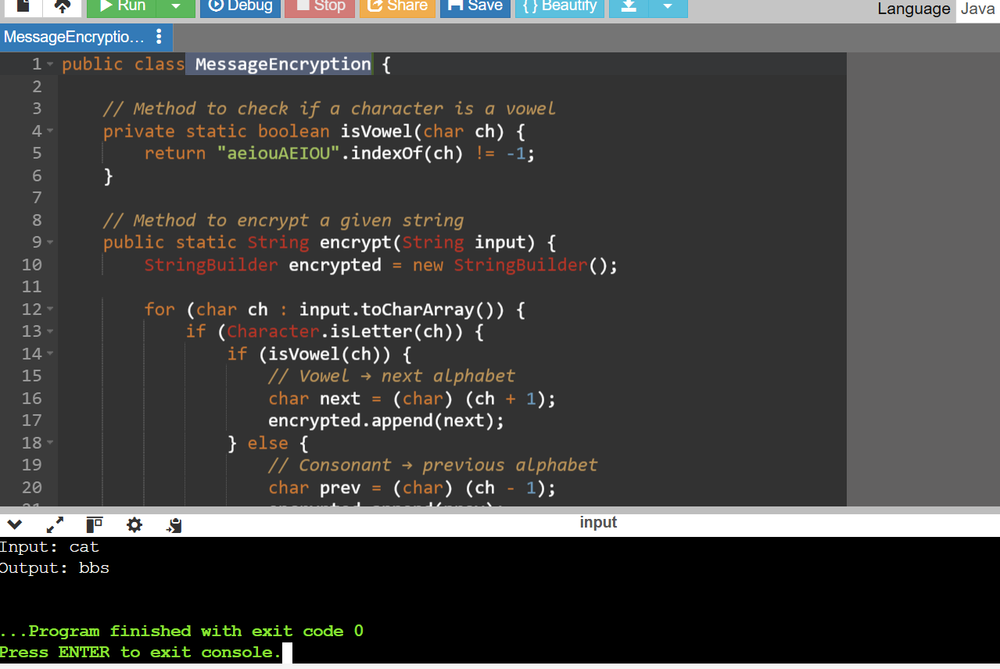 Run Debug Stop Share Save { } Beautify Language Java
MessageEncryptio...
1 public class MessageEncryption {
2
3 // Method to check if a character is a vowel
4 private static boolean isVowel(char ch) {
5 return "aeiouAEIOU".indexOf(ch) != -1;
6 }
7
8 // Method to encrypt a given string
9 public static String encrypt(String input) {
10 StringBuilder encrypted = new StringBuilder();
11
12 for (char ch : input.toCharArray()) {
13 if (Character.isLetter(ch)) {
14 if (isVowel(ch)) {
15 // Vowel → next alphabet
16 char next = (char) (ch + 1);
17 encrypted.append(next);
18 } else {
19 // Consonant → previous alphabet
20 char prev = (char) (ch - 1);
input
Input: cat
Output: bbs
...Program finished with exit code 0
Press ENTER to exit console.